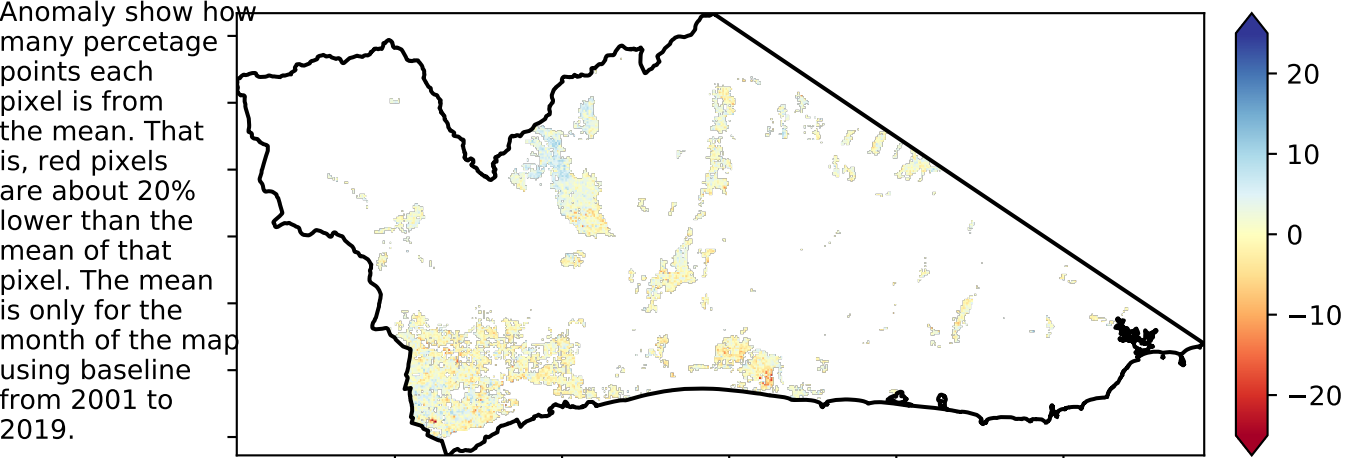 Anomaly show how
many percetage
points each
pixel is from
the mean. That
is, red pixels
are about 20%
lower than the
mean of that
pixel. The mean
is only for the
month of the map
using baseline
from 2001 to
2019.
20
10
0
−10
−20